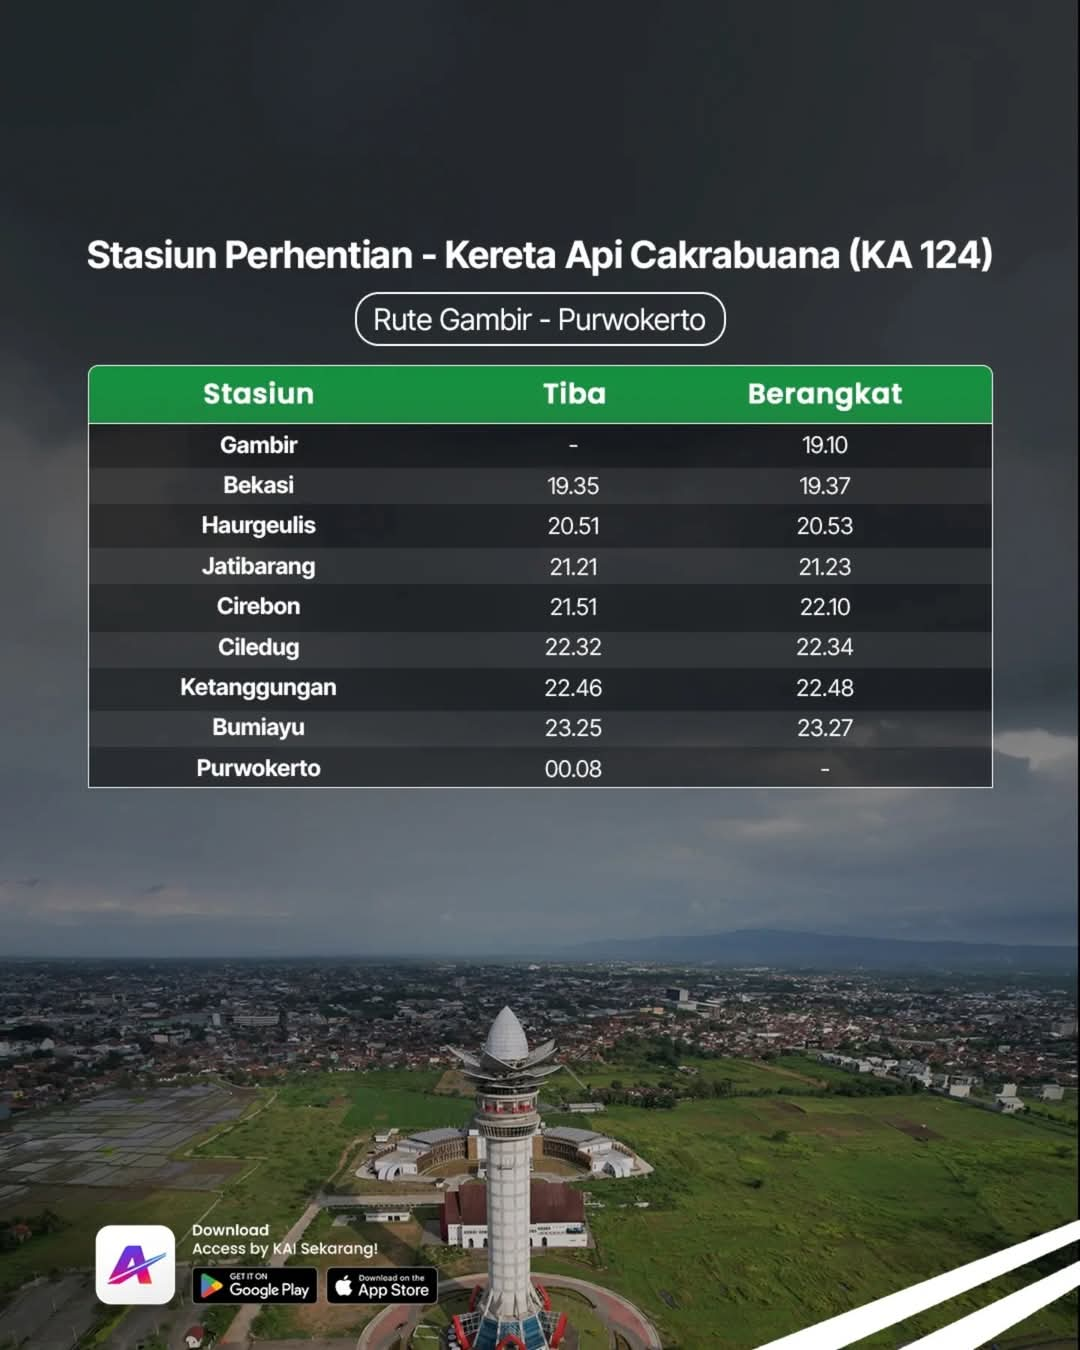 Stasiun Perhentian - Kereta Api Cakrabuana (KA 124)
Rute Gambir - Purwokerto
Stasiun Tiba Berangkat
Gambir - 19.10
Bekasi 19.35 19.37
Haurgeulis 20.51 20.53
Jatibarang 21.21 21.23
Cirebon 21.51 22.10
Ciledug 22.32 22.34
Ketanggungan 22.46 22.48
Bumiayu 23.25 23.27
Purwokerto 00.08 -
Download
Access by KAI Sekarang!
GET IT ON
Google Play
Download on the
App Store